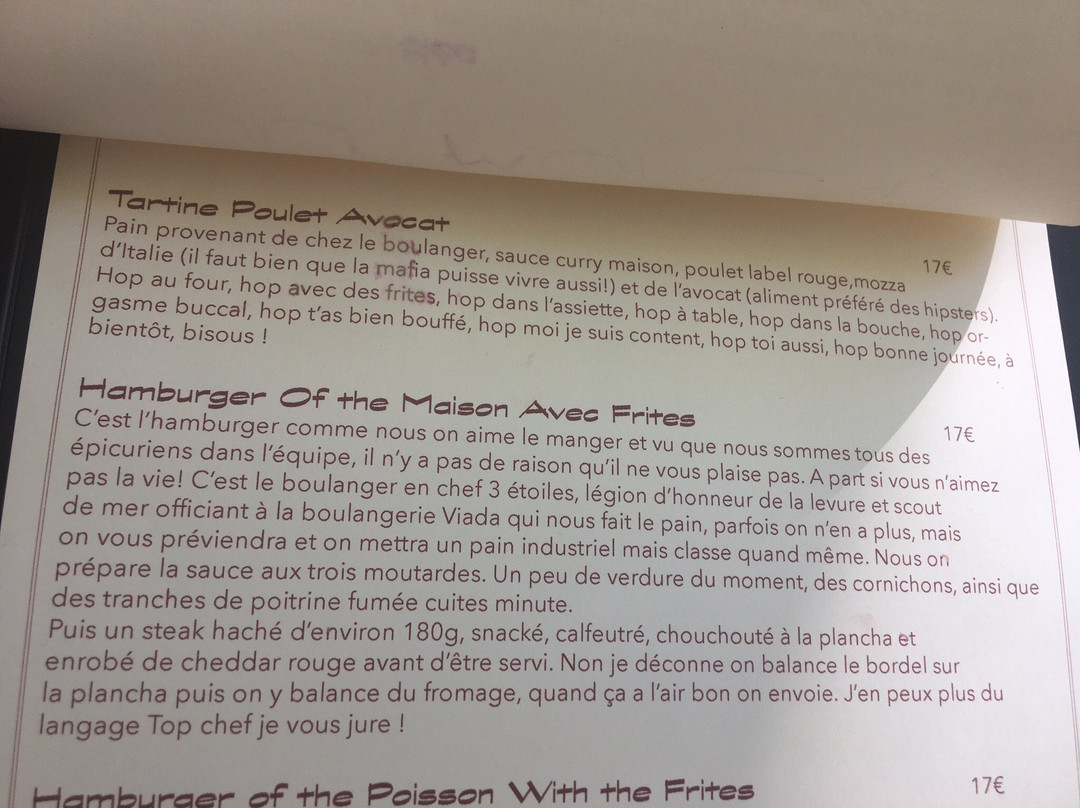 Tartine Poulet Avocat
17€
Pain provenant de chez le boulanger, sauce curry maison, poulet label rouge,mozza
d'Italie (il faut bien que la mafia puisse vivre aussi!) et de l'avocat (aliment préféré des hipsters).
Hop au four, hop avec des frites, hop dans l'assiette, hop à table, hop dans la bouche, hop or-
gasme buccal, hop t'as bien bouffé, hop moi je suis content, hop toi aussi, hop bonne journée, à
bientôt, bisous !
Hamburger Of the Maison Avec Frites
17€
C'est l'hamburger comme nous on aime le manger et vu que nous sommes tous des
épicuriens dans l'équipe, il n'y a pas de raison qu'il ne vous plaise pas. A part si vous n'aimez
pas la vie! C'est le boulanger en chef 3 étoiles, légion d'honneur de la levure et scout
de mer officiant à la boulangerie Viada qui nous fait le pain, parfois on n'en a plus, mais
on vous préviendra et on mettra un pain industriel mais classe quand même. Nous on
prépare la sauce aux trois moutardes. Un peu de verdure du moment, des cornichons, ainsi que
des tranches de poitrine fumée cuites minute.
Puis un steak haché d'environ 180g, snacké, calfeutré, chouchouté à la plancha et
enrobé de cheddar rouge avant d'être servi. Non je déconne on balance le bordel sur
la plancha puis on y balance du fromage, quand ça a l'air bon on envoie. J'en peux plus du
langage Top chef je vous jure !
Hamburger of the Poisson With the Frites
17€